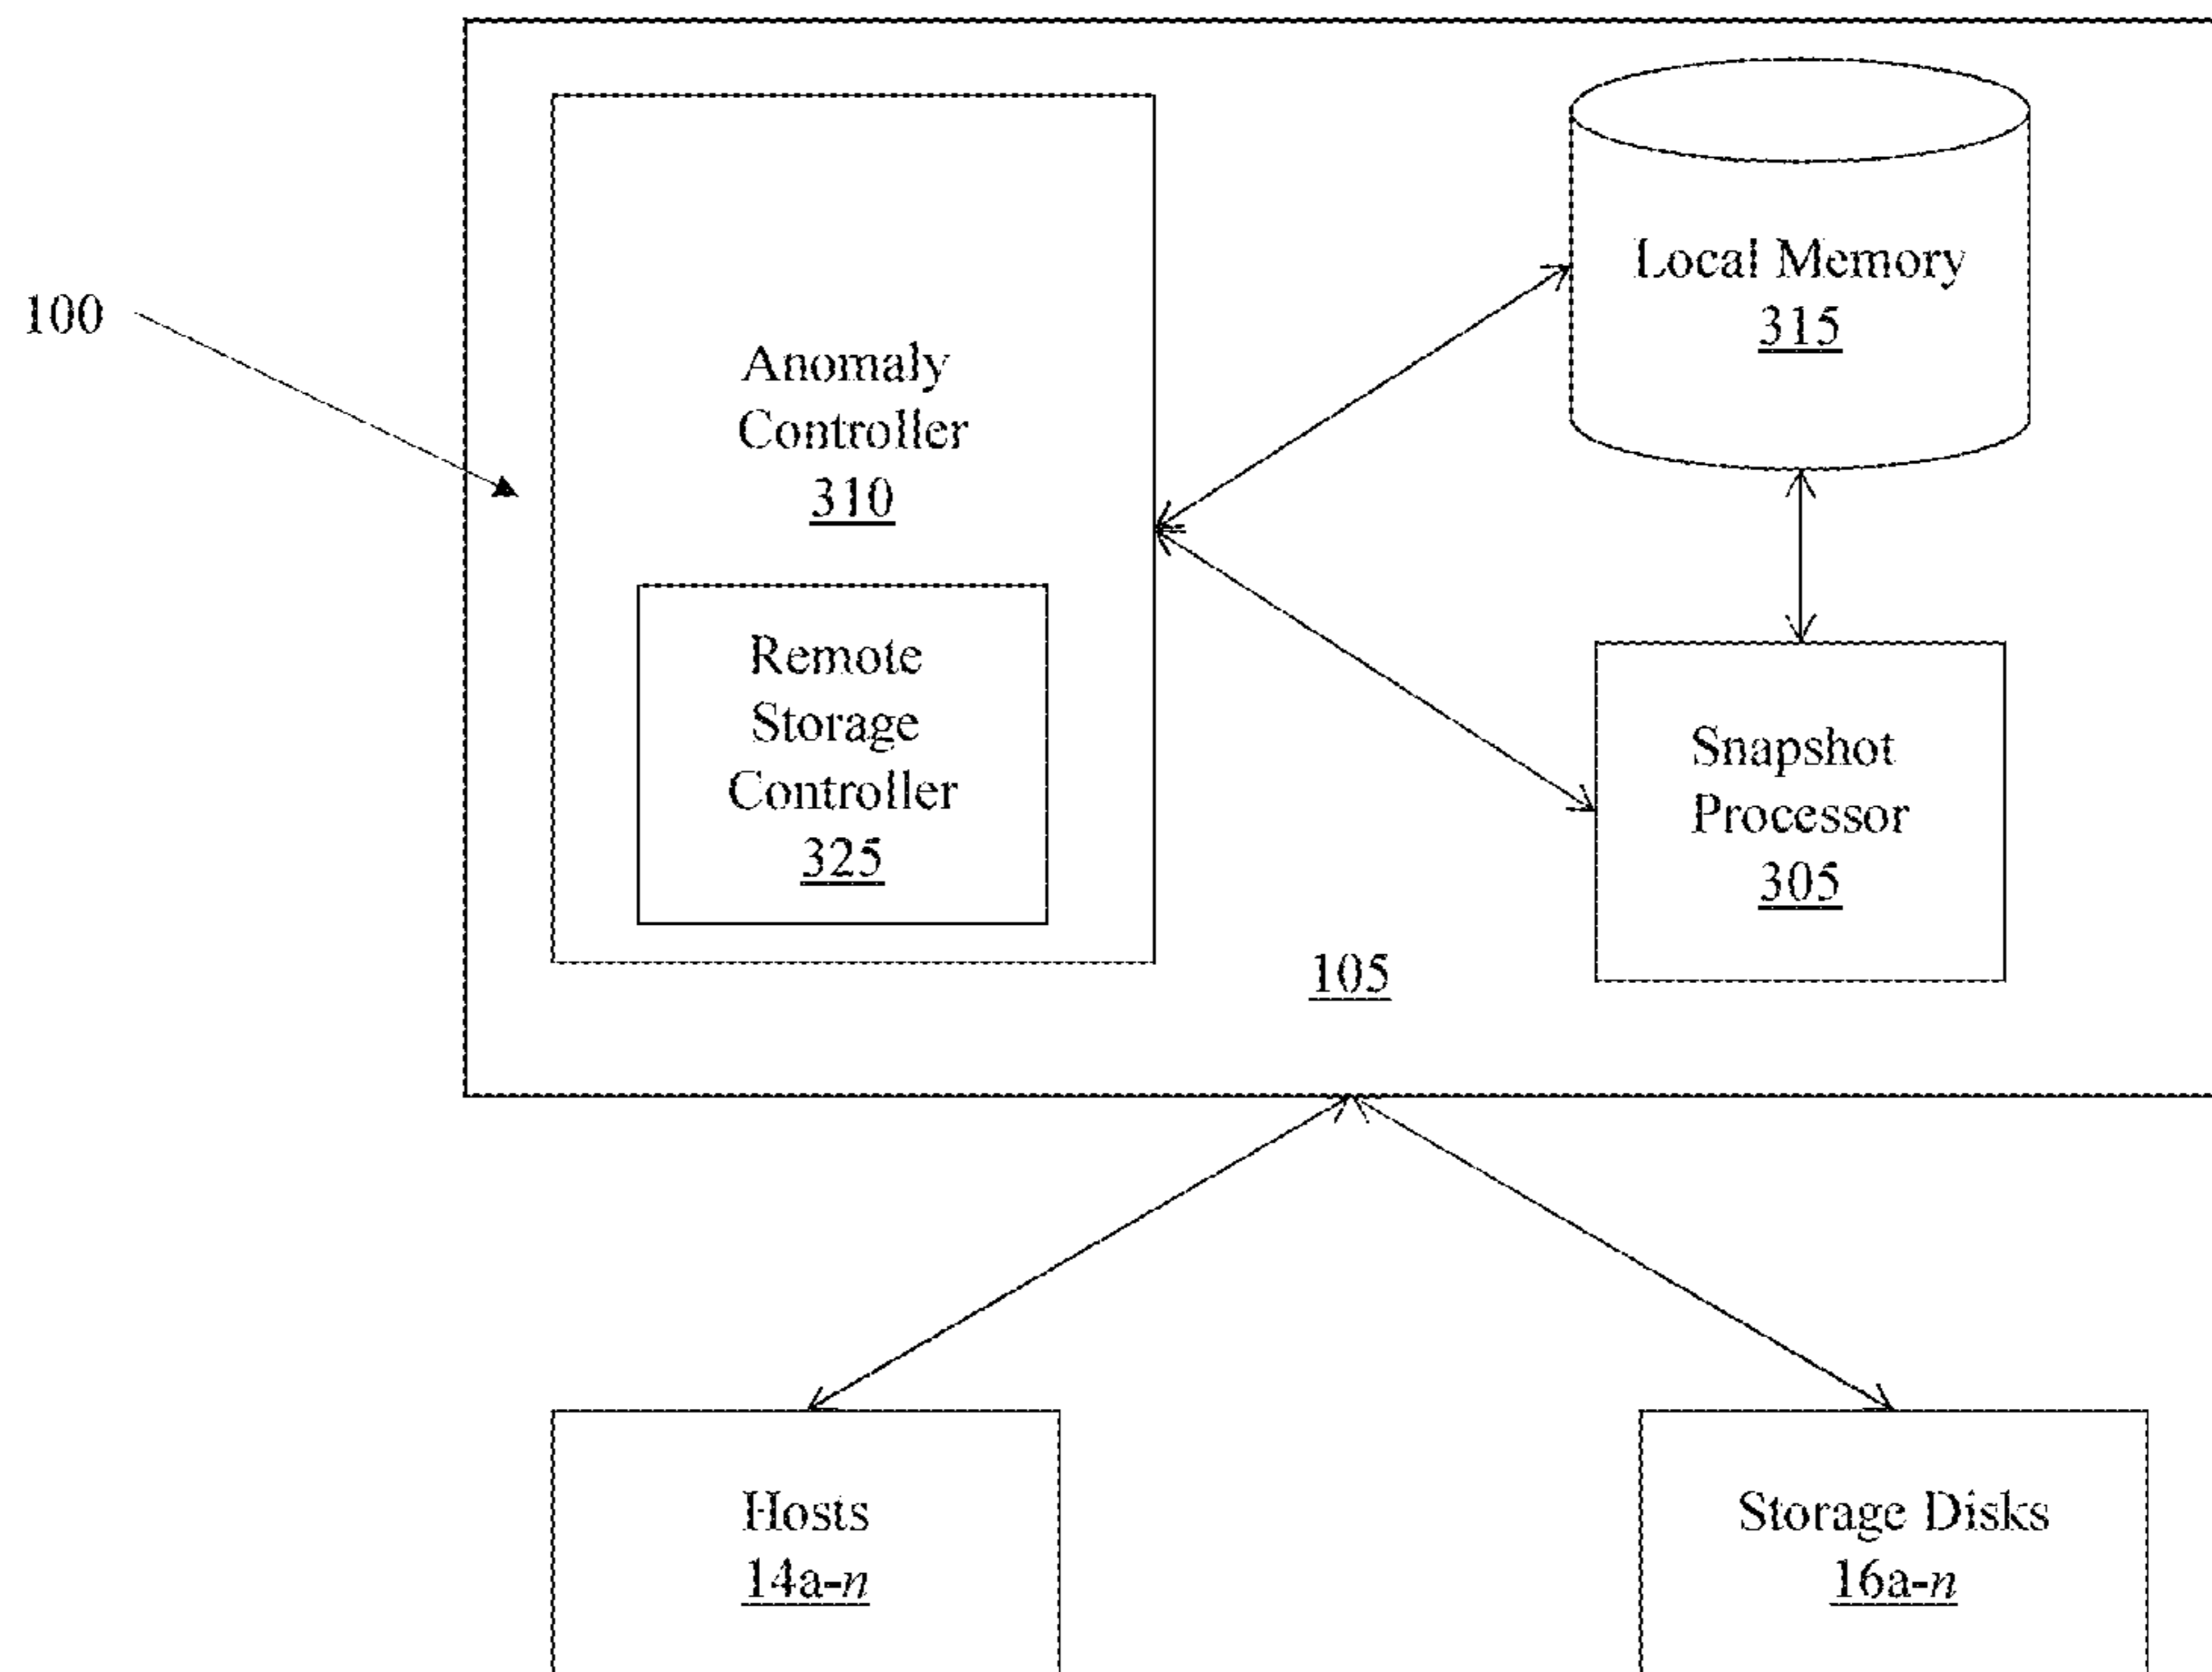 100
Anomaly
Controller
310
Remote
Storage
Controller
325
Local Memory
315
Snapshot
Processor
305
105
Hosts
14a-n
Storage Disks
16a-n